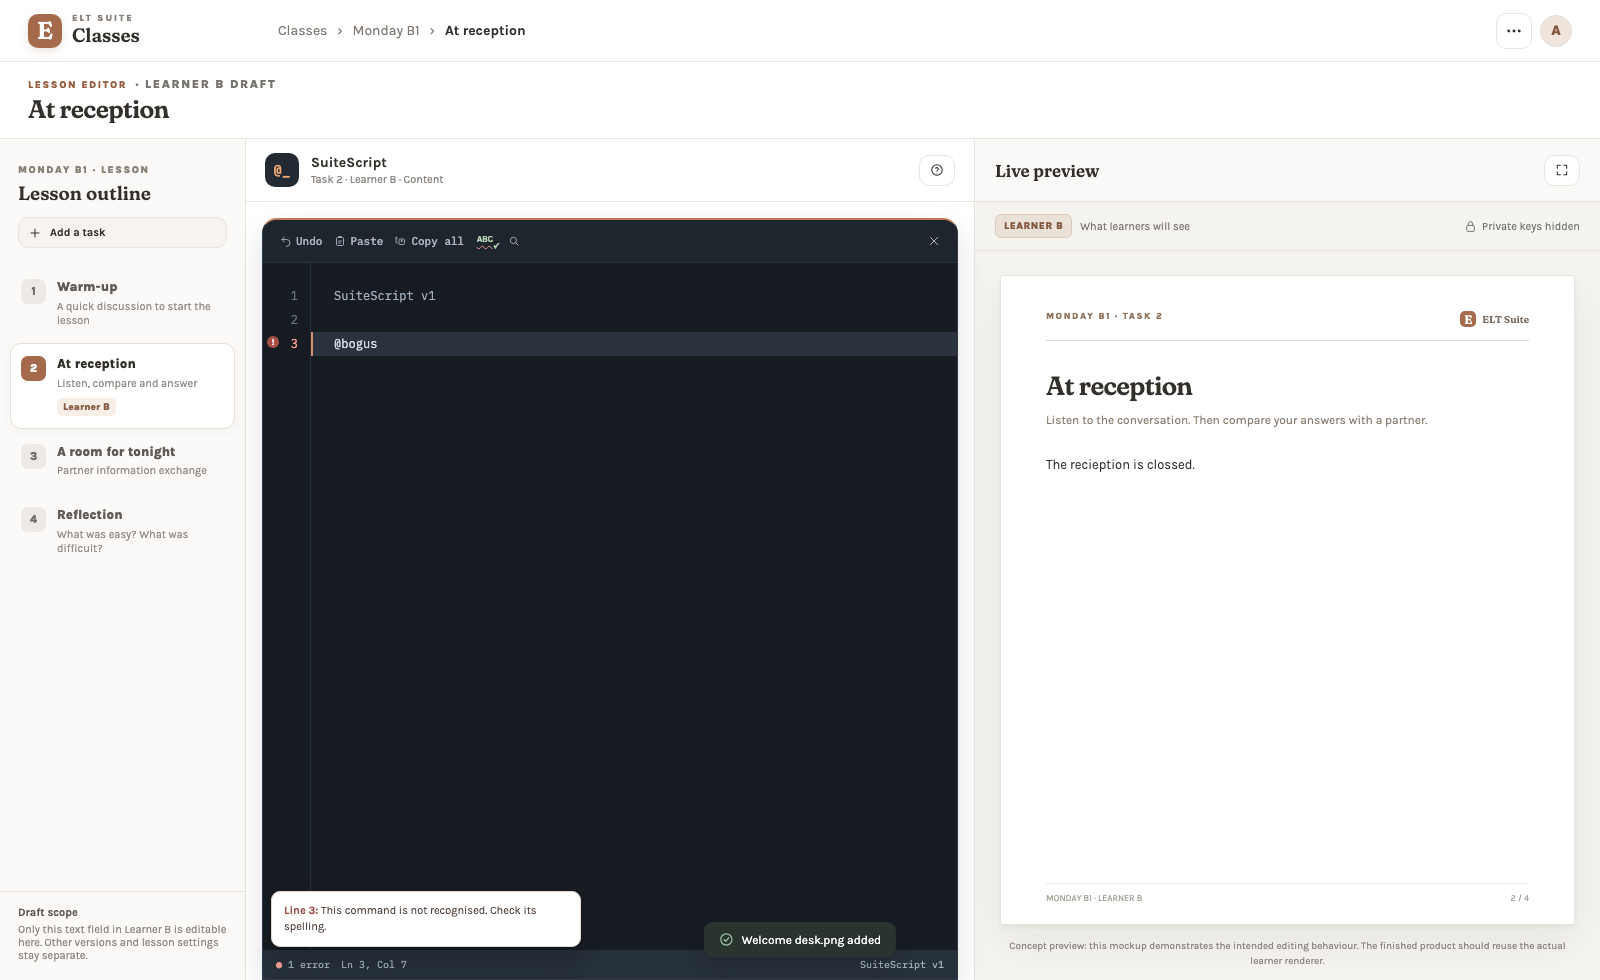 E
ELT SUITE
Classes
Classes › Monday B1 › At reception
A
LESSON EDITOR · LEARNER B DRAFT
At reception
MONDAY B1 · LESSON
Lesson outline
+ Add a task
1
Warm-up
A quick discussion to start the
lesson
2
At reception
Listen, compare and answer
Learner B
3
A room for tonight
Partner information exchange
4
Reflection
What was easy? What was
difficult?
Draft scope
Only this text field in Learner B is editable
here. Other versions and lesson settings
stay separate.
@_
SuiteScript
Task 2 · Learner B · Content
Undo Paste Copy all ABC
1 SuiteScript v1
2
! 3 @bogus
Line 3: This command is not recognised. Check its
spelling.
Welcome desk.png added
1 error Ln 3, Col 7 SuiteScript v1
Live preview
LEARNER B What learners will see Private keys hidden
MONDAY B1 · TASK 2 E ELT Suite
At reception
Listen to the conversation. Then compare your answers with a partner.
The recieption is clossed.
MONDAY B1 · LEARNER B 2 / 4
Concept preview: this mockup demonstrates the intended editing behaviour. The finished product should reuse the actual
learner renderer.